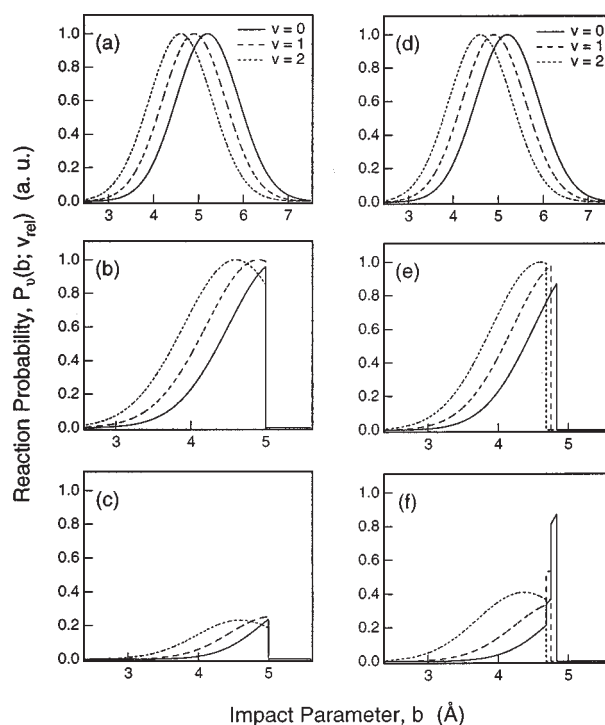 Reaction Probability, Pᵥ(b; vrel) (a. u.)
(a)
v = 0
v = 1
v = 2
1.0
0.8
0.6
0.4
0.2
0.0
3 4 5 6 7
(d)
v = 0
v = 1
v = 2
1.0
0.8
0.6
0.4
0.2
0.0
3 4 5 6 7
(b)
1.0
0.8
0.6
0.4
0.2
0.0
3 4 5
(e)
1.0
0.8
0.6
0.4
0.2
0.0
3 4 5
(c)
1.0
0.8
0.6
0.4
0.2
0.0
3 4 5
(f)
1.0
0.8
0.6
0.4
0.2
0.0
3 4 5
Impact Parameter, b (Å)